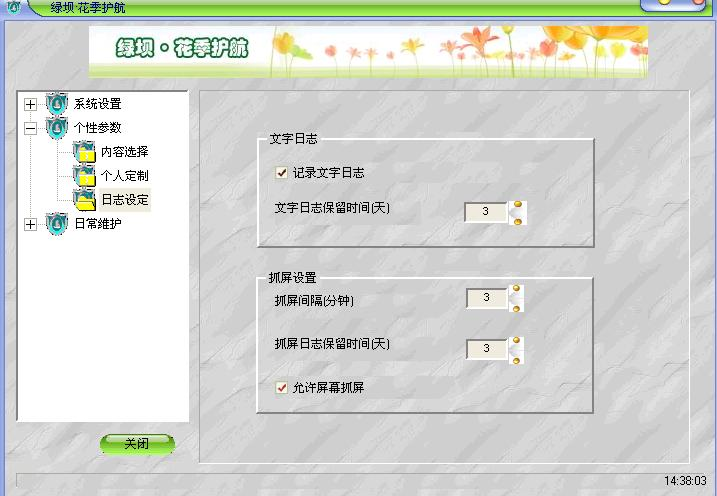 绿坝·花季护航
绿坝·花季护航
系统设置
个性参数
内容选择
个人定制
日志设定
日常维护
关闭
文字日志
记录文字日志
文字日志保留时间(天)
3
抓屏设置
抓屏间隔(分钟)
3
抓屏日志保留时间(天)
3
允许屏幕抓屏
14:38:03